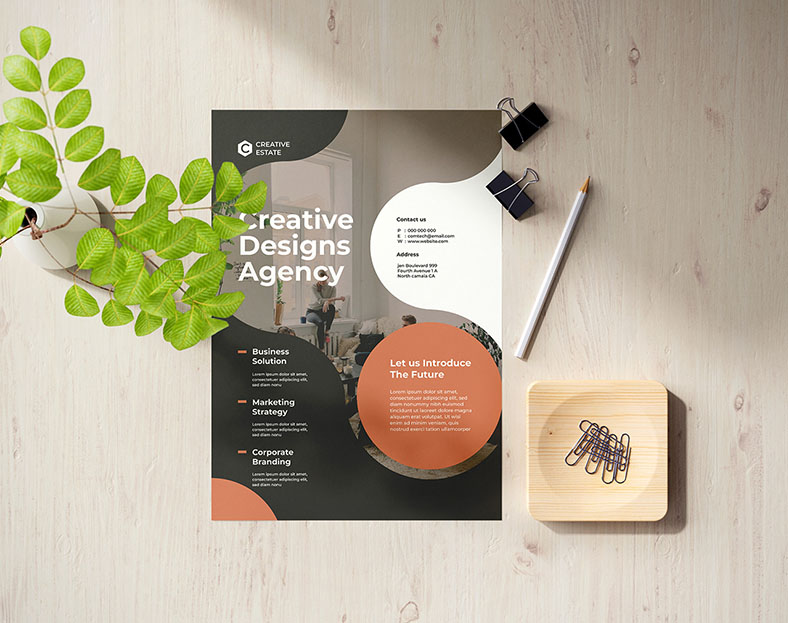 C
CREATIVE
ESTATE
Creative
Designs
Agency
Contact us
P : 000 000 000
E : comtech@email.com
W : www.website.com
Address
jen Boulevard 999
Fourth Avenue 1 A
North camaia CA
Business
Solution
Lorem ipsum dolor sit amet,
consectetuer adipiscing elit,
sed diam nonu
Marketing
Strategy
Lorem ipsum dolor sit amet,
consectetuer adipiscing elit,
sed diam nonu
Corporate
Branding
Lorem ipsum dolor sit amet,
consectetuer adipiscing elit,
sed diam nonu
Let us Introduce
The Future
Lorem ipsum dolor sit amet,
consectetuer adipiscing elit, sed
diam nonummy nibh euismod
tincidunt ut laoreet dolore magna
aliquam erat volutpat. Ut wisi
enim ad minim veniam, quis
nostrud exerci tation ullamcorper